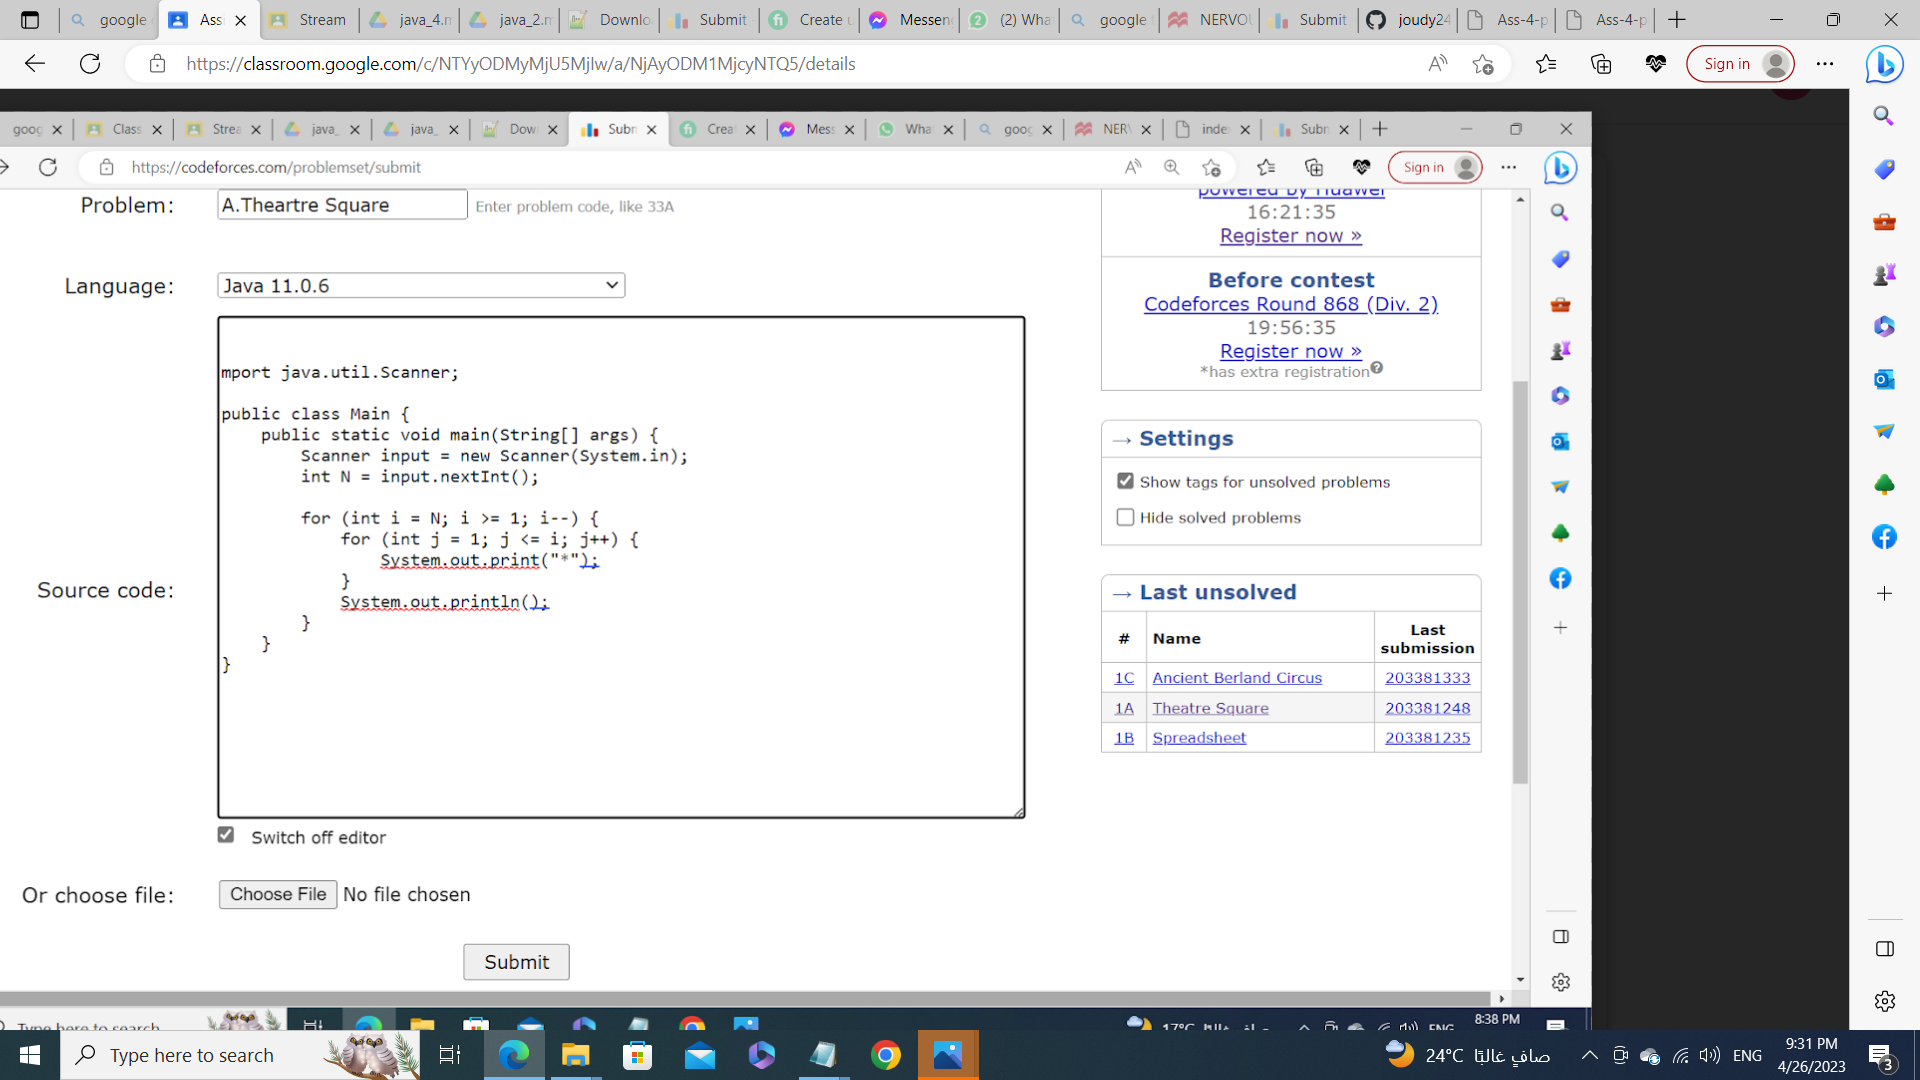 google
Ass
Stream
java_4.m
java_2.m
Downlo
Submit
Create u
Messen
(2) Wha
google
NERVOU
Submit
joudy24
Ass-4-p
Ass-4-p
https://classroom.google.com/c/NTYyODMyMjU5Mjlw/a/NjAyODM1MjcyNTQ5/details
Sign in
goog
Class
Strea
java_
java_
Dow
Subm
Crea
Mess
Wha
goog
NERV
index
Subm
https://codeforces.com/problemset/submit
Sign in
Problem:
A.Theartre Square
Enter problem code, like 33A
powered by Huawei
16:21:35
Register now »
Language:
Java 11.0.6
Before contest
Codeforces Round 868 (Div. 2)
19:56:35
Register now »
*has extra registration
Source code:
mport java.util.Scanner;
public class Main {
public static void main(String[] args) {
Scanner input = new Scanner(System.in);
int N = input.nextInt();
for (int i = N; i >= 1; i--) {
for (int j = 1; j <= i; j++) {
System.out.print("*");
}
System.out.println();
}
}
}
→ Settings
Show tags for unsolved problems
Hide solved problems
→ Last unsolved
# Name Last submission
1C Ancient Berland Circus 203381333
1A Theatre Square 203381248
1B Spreadsheet 203381235
Switch off editor
Or choose file:
Choose File No file chosen
Submit
Type here to search
17°C
ENG
8:38 PM
Type here to search
24°C صافٍ غالبًا
ENG
9:31 PM
4/26/2023
3